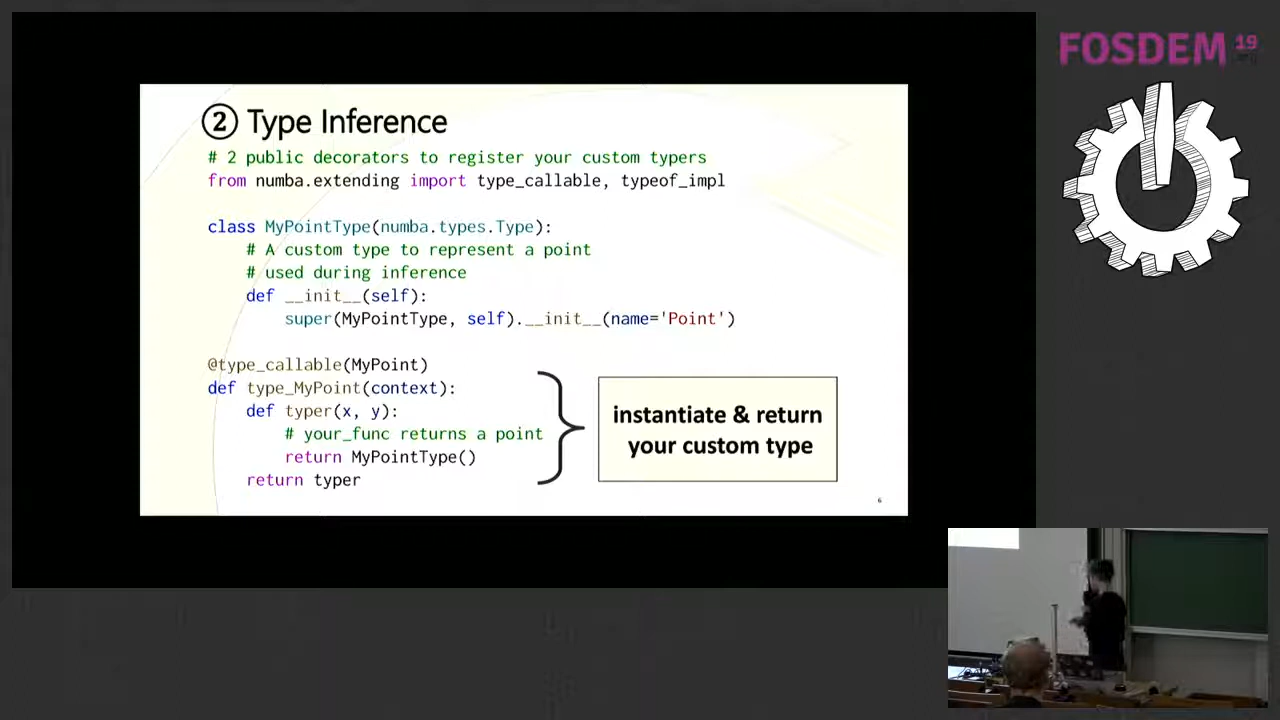 FOSDEM 19
② Type Inference
# 2 public decorators to register your custom typers
from numba.extending import type_callable, typeof_impl
class MyPointType(numba.types.Type):
# A custom type to represent a point
# used during inference
def __init__(self):
super(MyPointType, self).__init__(name='Point')
@type_callable(MyPoint)
def type_MyPoint(context):
def typer(x, y):
# your_func returns a point
return MyPointType()
return typer
instantiate & return
your custom type
6